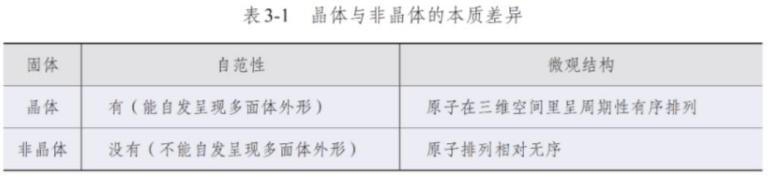 表3-1 晶体与非晶体的本质差异
固体 自范性 微观结构
晶体 有（能自发呈现多面体外形） 原子在三维空间里呈周期性有序排列
非晶体 没有（不能自发呈现多面体外形） 原子排列相对无序